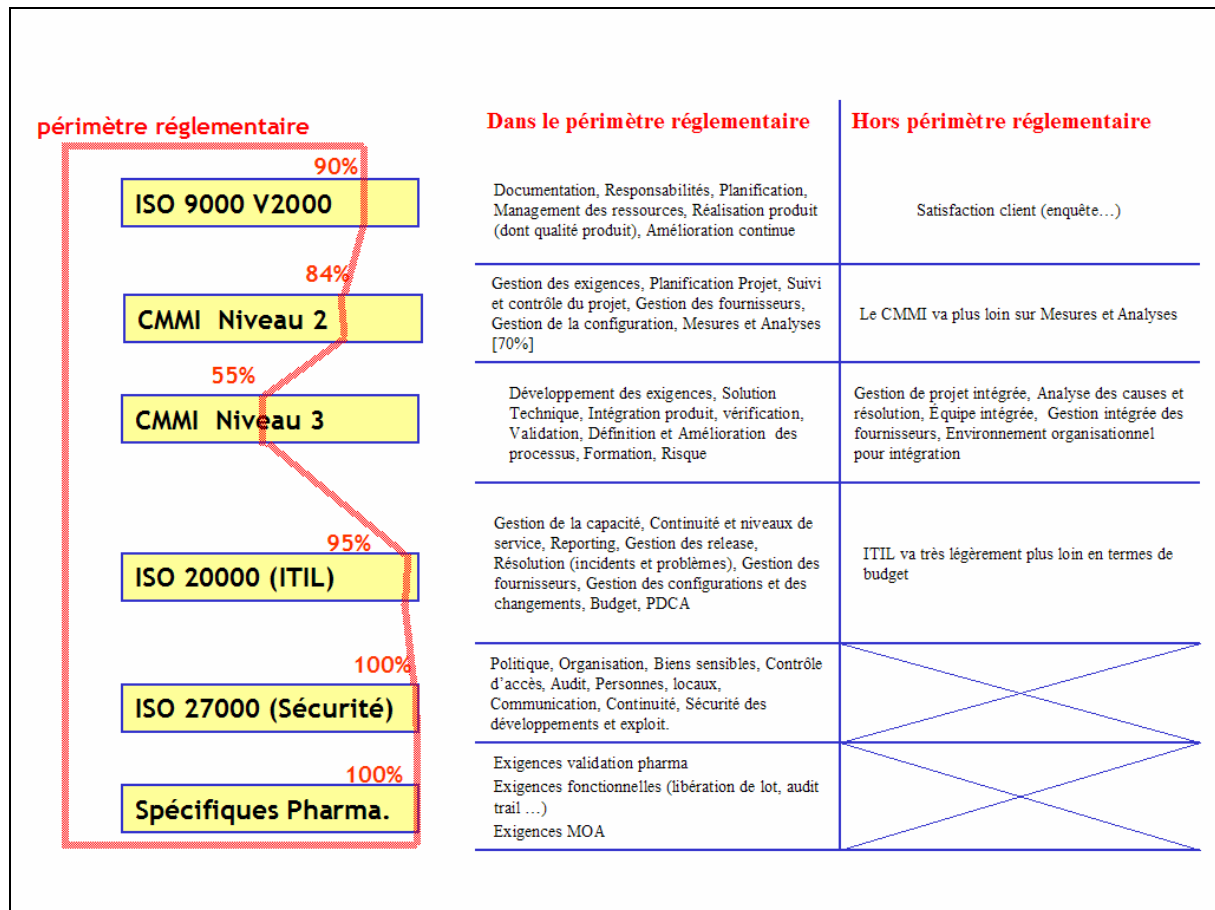 périmètre réglementaire
Dans le périmètre réglementaire
Hors périmètre réglementaire
90%
ISO 9000 V2000
Documentation, Responsabilités, Planification,
Management des ressources, Réalisation produit
(dont qualité produit), Amélioration continue
Satisfaction client (enquête…)
84%
CMMI Niveau 2
Gestion des exigences, Planification Projet, Suivi
et contrôle du projet, Gestion des fournisseurs,
Gestion de la configuration, Mesures et Analyses
[70%]
Le CMMI va plus loin sur Mesures et Analyses
55%
CMMI Niveau 3
Développement des exigences, Solution
Technique, Intégration produit, vérification,
Validation, Définition et Amélioration des
processus, Formation, Risque
Gestion de projet intégrée, Analyse des causes et
résolution, Équipe intégrée, Gestion intégrée des
fournisseurs, Environnement organisationnel
pour intégration
95%
ISO 20000 (ITIL)
Gestion de la capacité, Continuité et niveaux de
service, Reporting, Gestion des release,
Résolution (incidents et problèmes), Gestion des
fournisseurs, Gestion des configurations et des
changements, Budget, PDCA
ITIL va très légèrement plus loin en termes de
budget
100%
ISO 27000 (Sécurité)
Politique, Organisation, Biens sensibles, Contrôle
d’accès, Audit, Personnes, locaux,
Communication, Continuité, Sécurité des
développements et exploit.
100%
Spécifiques Pharma.
Exigences validation pharma
Exigences fonctionnelles (libération de lot, audit
trail …)
Exigences MOA